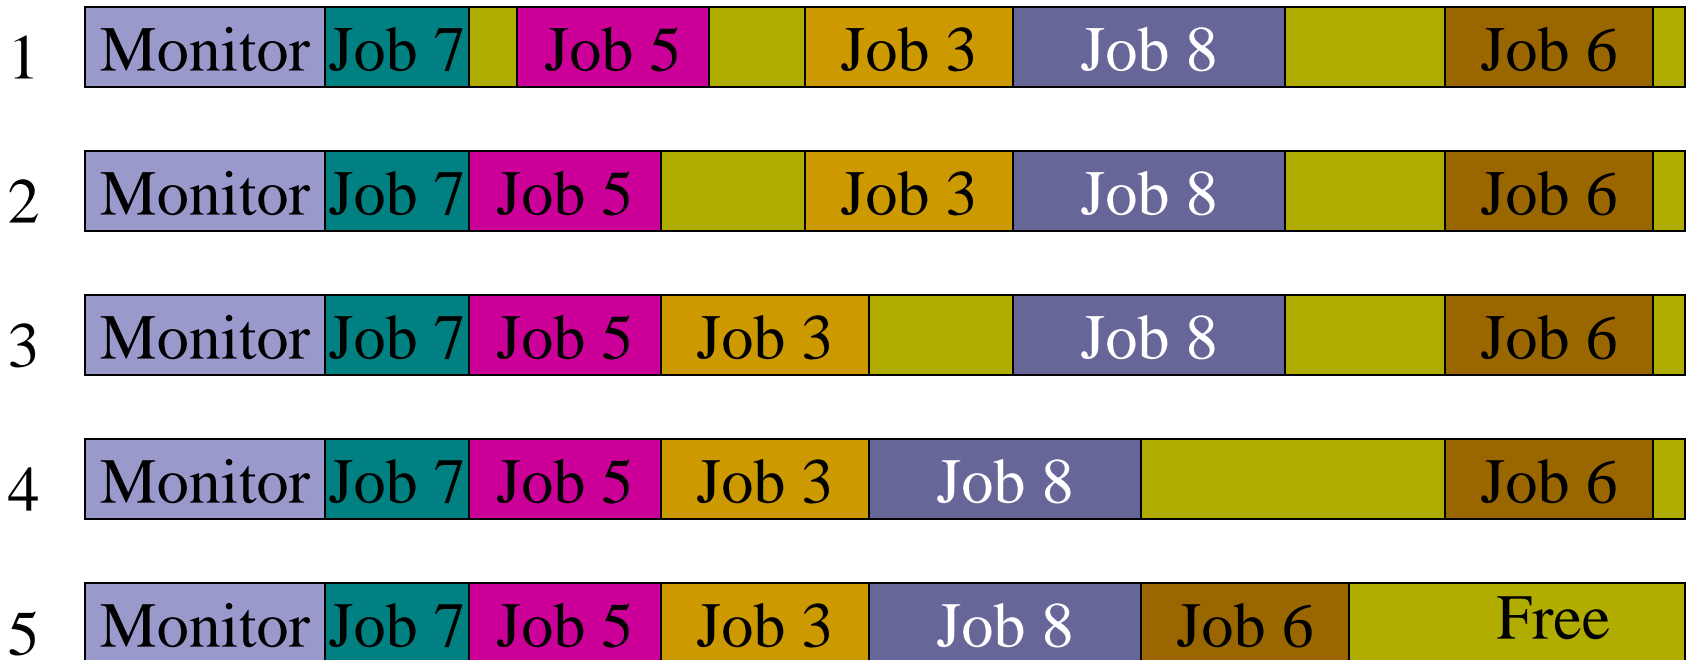 1 Monitor Job 7 Job 5 Job 3 Job 8 Job 6
2 Monitor Job 7 Job 5 Job 3 Job 8 Job 6
3 Monitor Job 7 Job 5 Job 3 Job 8 Job 6
4 Monitor Job 7 Job 5 Job 3 Job 8 Job 6
5 Monitor Job 7 Job 5 Job 3 Job 8 Job 6 Free